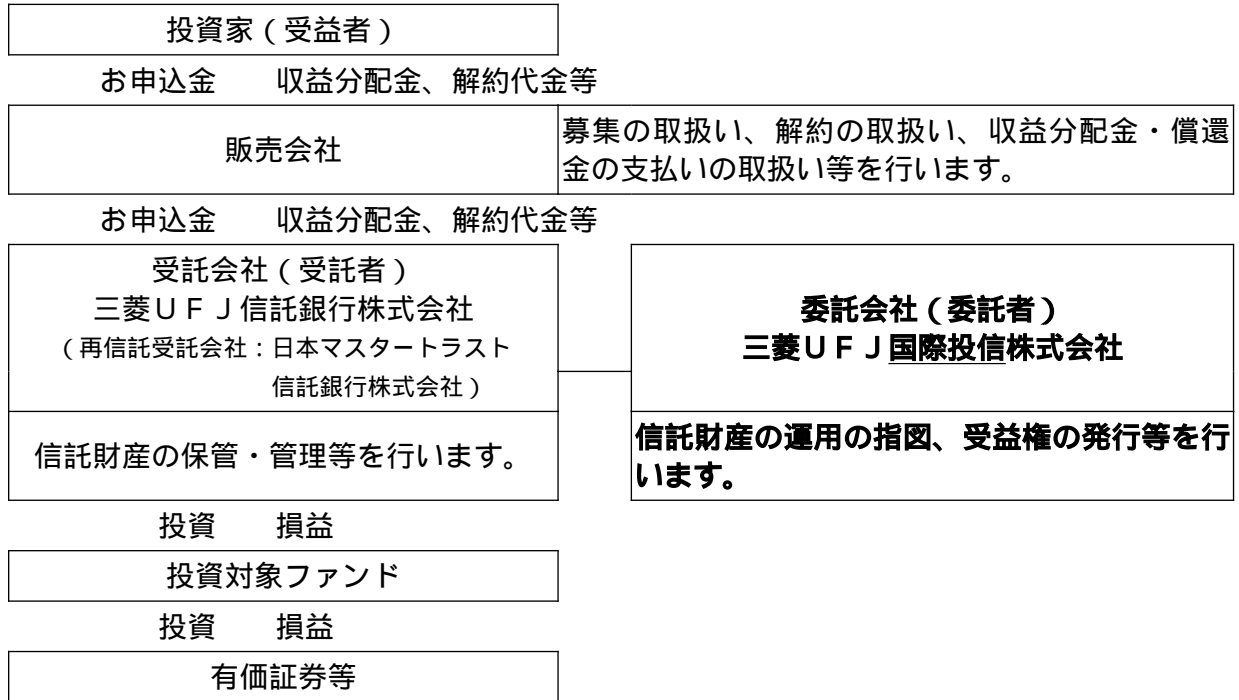 投資家(受益者)
お申込金　　収益分配金、解約代金等
販売会社
募集の取扱い、解約の取扱い、収益分配金・償還
金の支払いの取扱い等を行います。
お申込金　　収益分配金、解約代金等
受託会社(受託者)
三菱UFJ信託銀行株式会社
(再信託受託会社:日本マスタートラスト
信託銀行株式会社)
委託会社(委託者)
三菱UFJ国際投信株式会社
信託財産の保管・管理等を行います。
信託財産の運用の指図、受益権の発行等を行
います。
投資　　損益
投資対象ファンド
投資　　損益
有価証券等